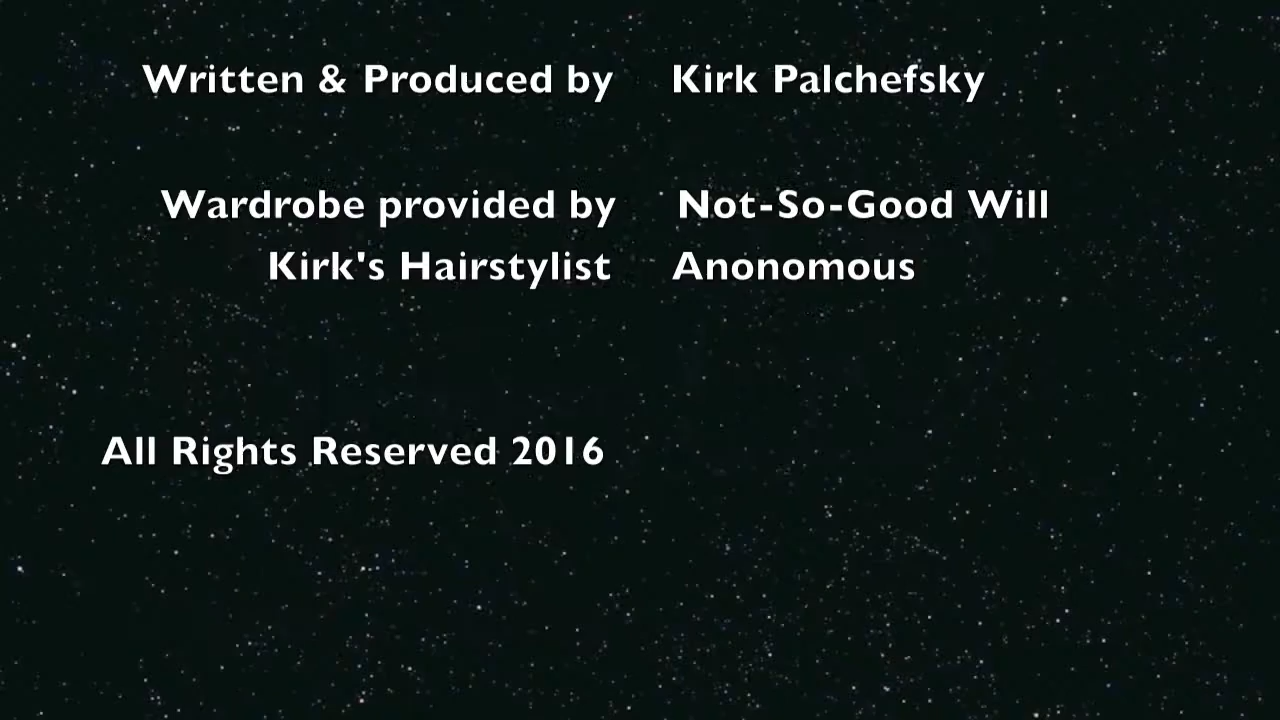 Written & Produced by Kirk Palchefsky
Wardrobe provided by Not-So-Good Will
Kirk's Hairstylist Anonomous
All Rights Reserved 2016